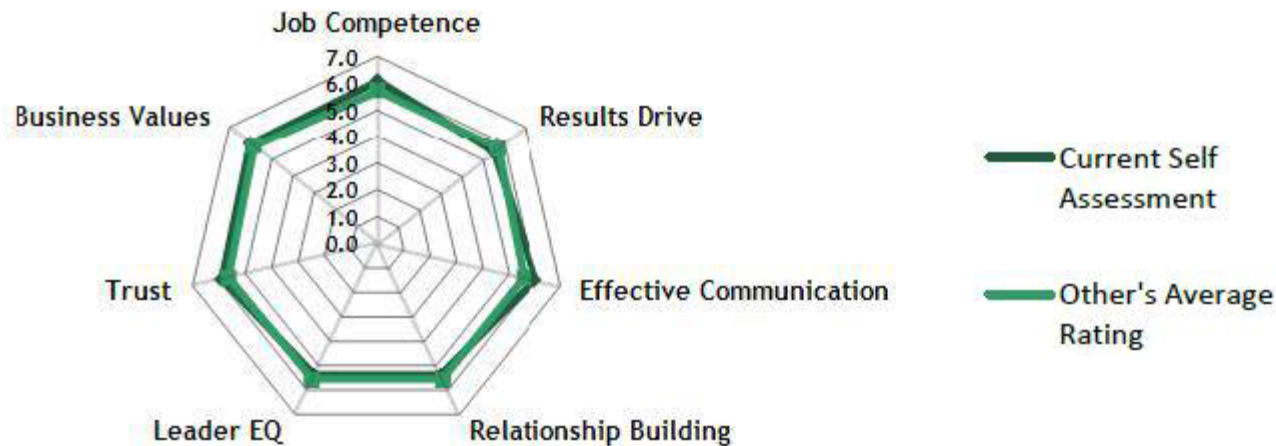 Job Competence
7.0
6.0
5.0
4.0
3.0
2.0
1.0
0.0
Business Values
Results Drive
Trust
Effective Communication
Leader EQ
Relationship Building
Current Self
Assessment
Other's Average
Rating